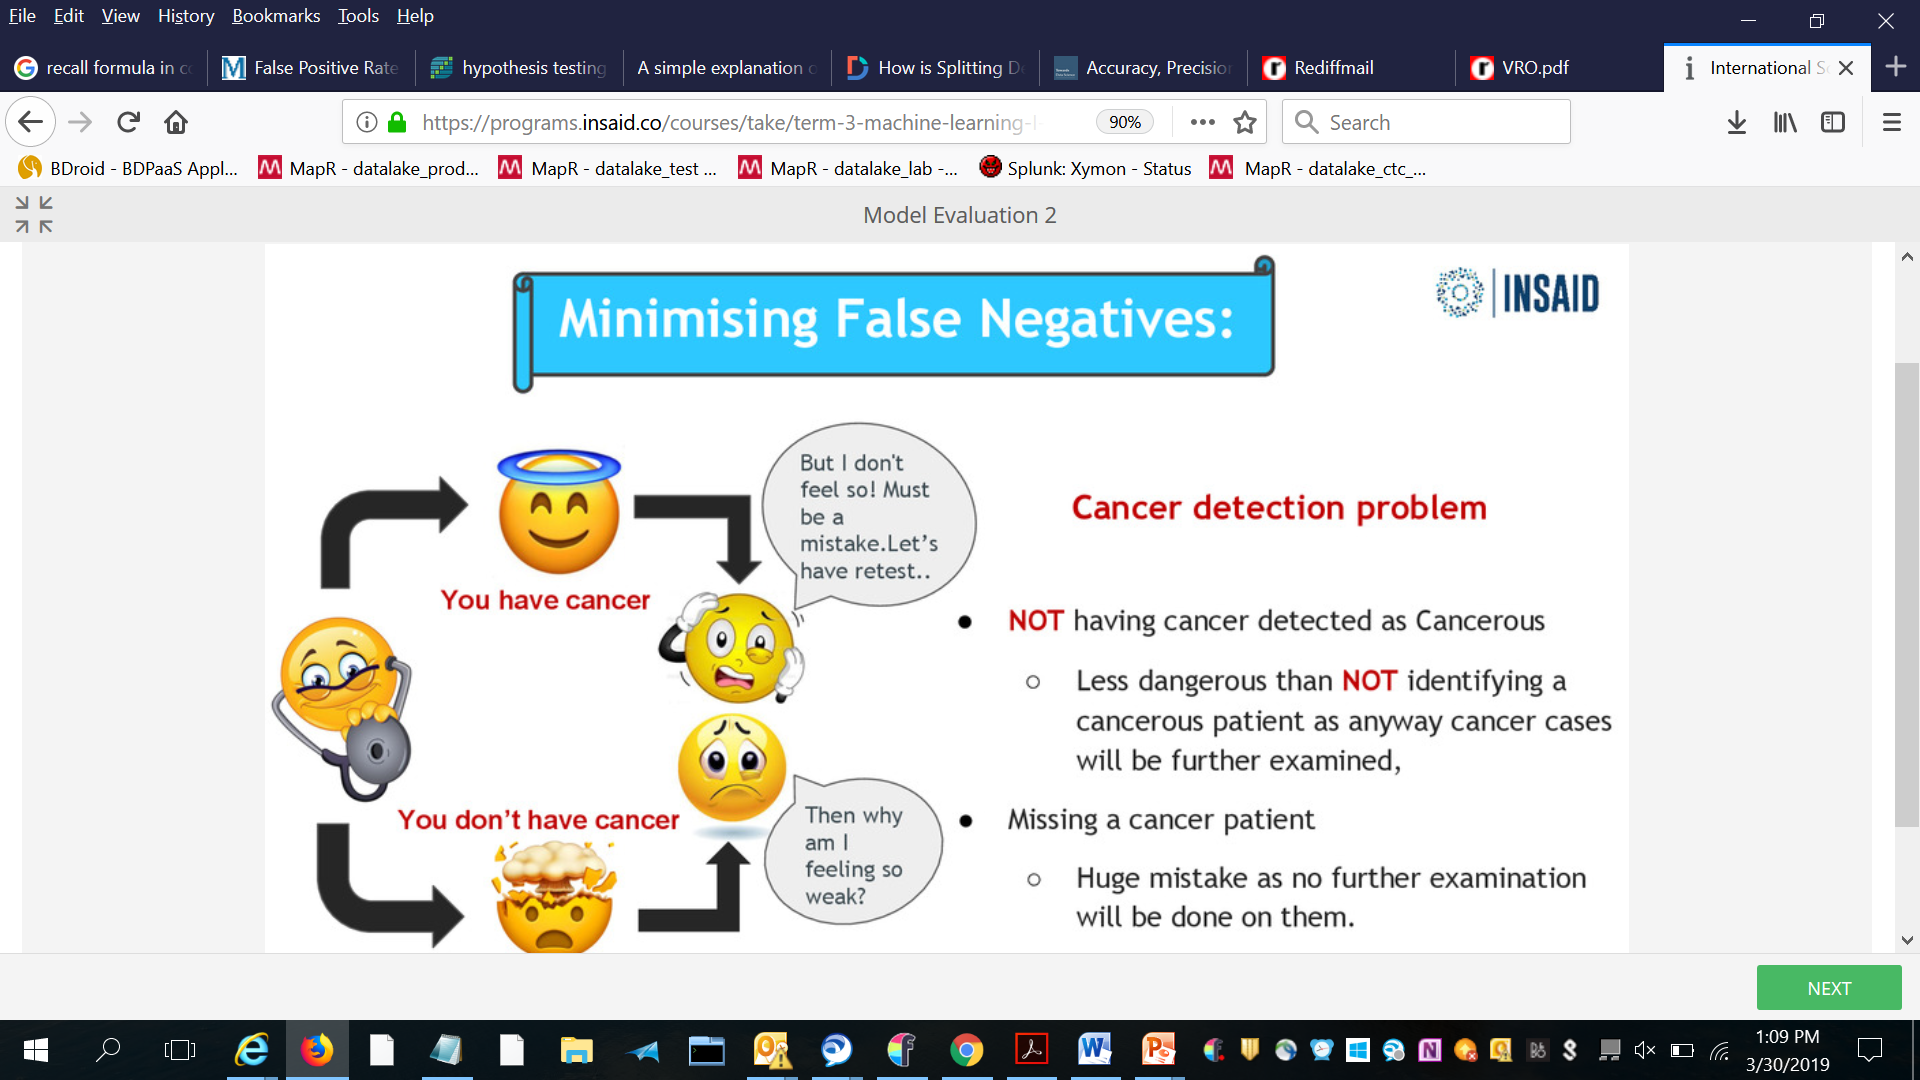 File Edit View History Bookmarks Tools Help
recall formula in c
False Positive Rate
hypothesis testing
A simple explanation
How is Splitting D
Accuracy, Precisio
Rediffmail
VRO.pdf
International S
https://programs.insaid.co/courses/take/term-3-machine-learning-l
90%
Search
BDroid - BDPaaS Appl...
MapR - datalake_prod...
MapR - datalake_test ...
MapR - datalake_lab -...
Splunk: Xymon - Status
MapR - datalake_ctc_...
Model Evaluation 2
Minimising False Negatives:
INSAID
But I don't
feel so! Must
be a
mistake.Let's
have retest..
You have cancer
You don't have cancer
Then why
am I
feeling so
weak?
Cancer detection problem
● NOT having cancer detected as Cancerous
○ Less dangerous than NOT identifying a
cancerous patient as anyway cancer cases
will be further examined,
● Missing a cancer patient
○ Huge mistake as no further examination
will be done on them.
NEXT
1:09 PM
3/30/2019